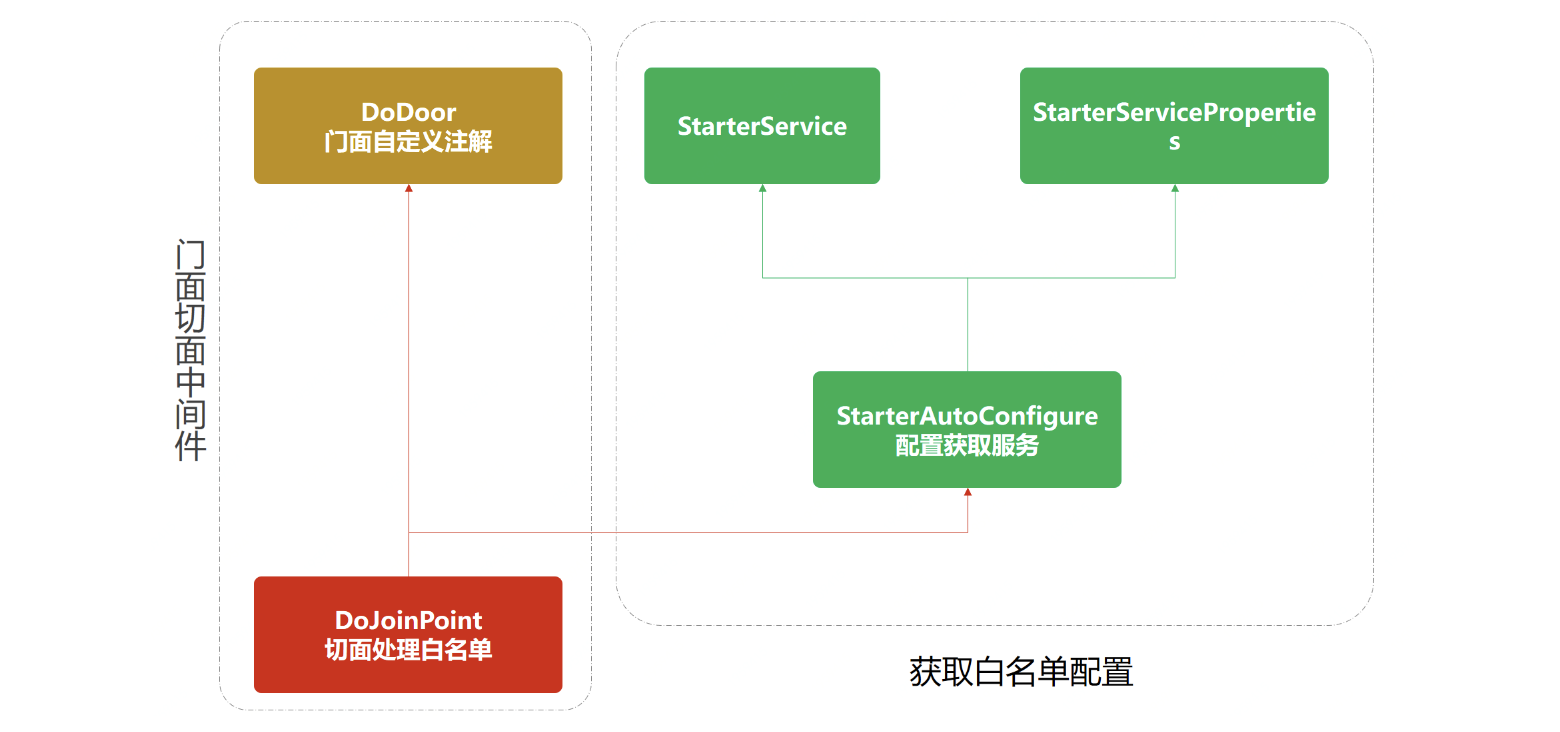 DoDoor
门面自定义注解
StarterService
StarterServicePropertie
s
门面切面中间件
StarterAutoConfigure
配置获取服务
DoJoinPoint
切面处理白名单
获取白名单配置